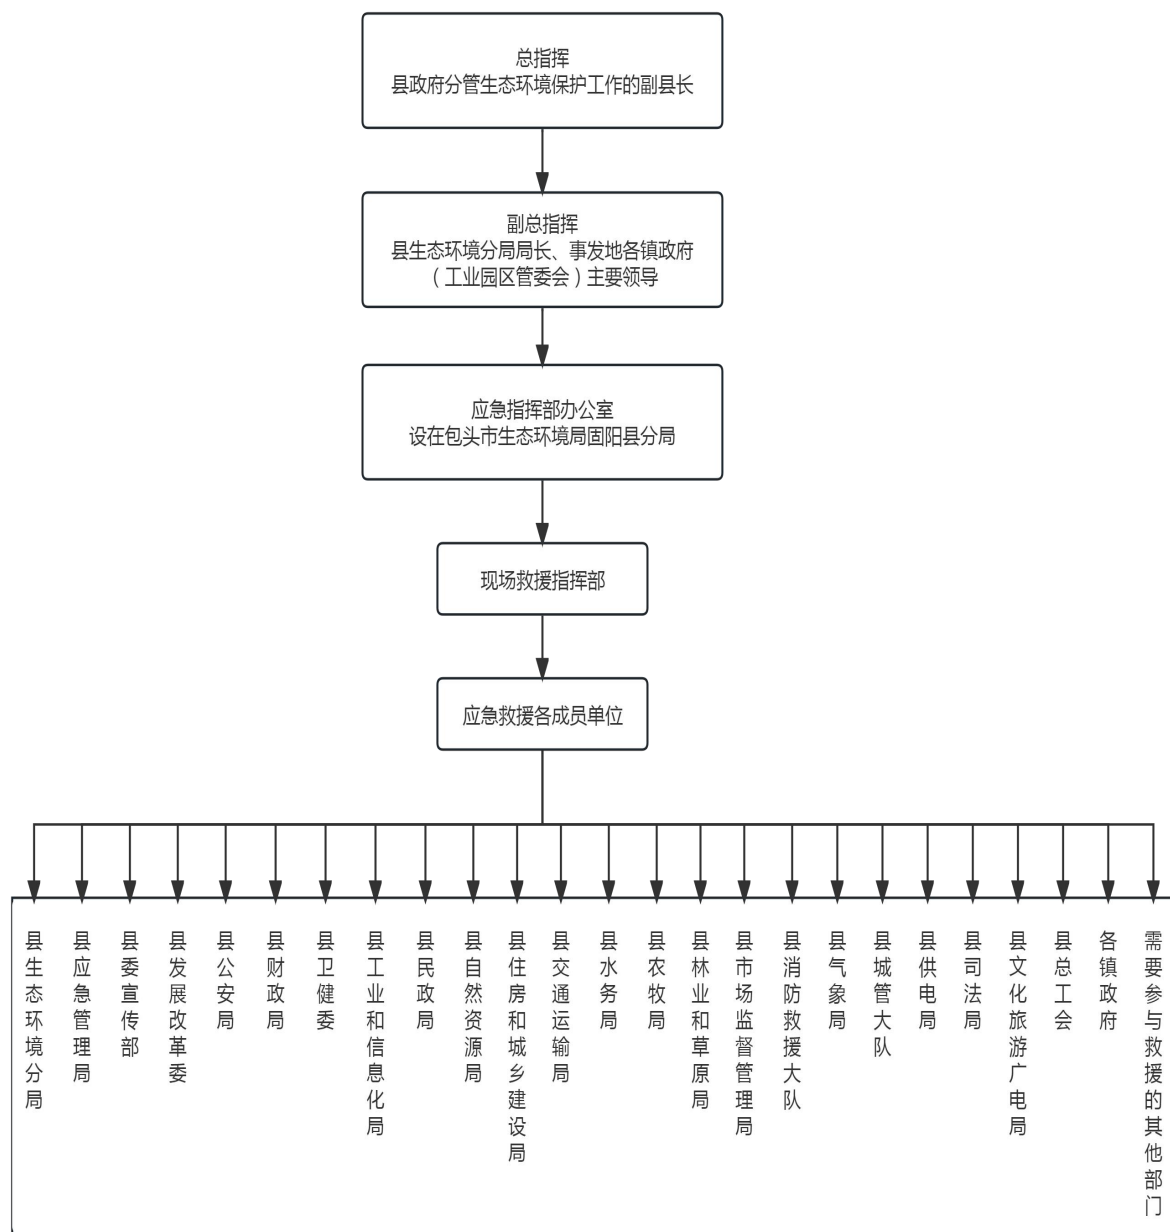 总指挥
县政府分管生态环境保护工作的副县长
副总指挥
县生态环境分局局长、事发地各镇政府
（工业园区管委会）主要领导
应急指挥部办公室
设在包头市生态环境局固阳县分局
现场救援指挥部
应急救援各成员单位
县生态环境分局
县应急管理局
县委宣传部
县发展改革委
县公安局
县财政局
县卫健委
县工业和信息化局
县民政局
县自然资源局
县住房和城乡建设局
县交通运输局
县水务局
县农牧局
县林业和草原局
县市场监督管理局
县消防救援大队
县气象局
县城管大队
县供电局
县司法局
县文化旅游广电局
县总工会
各镇政府
需要参与救援的其他部门